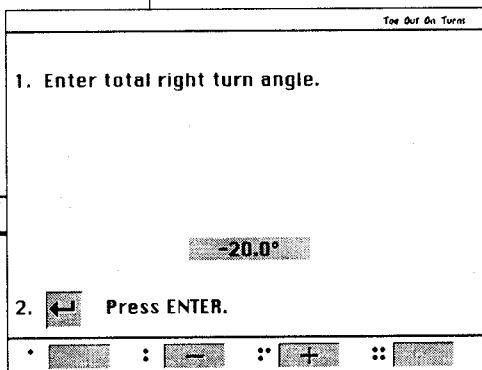 Toe Out On Turns
1. Enter total right turn angle.
-20.0°
2. ↵ Press ENTER.
− +